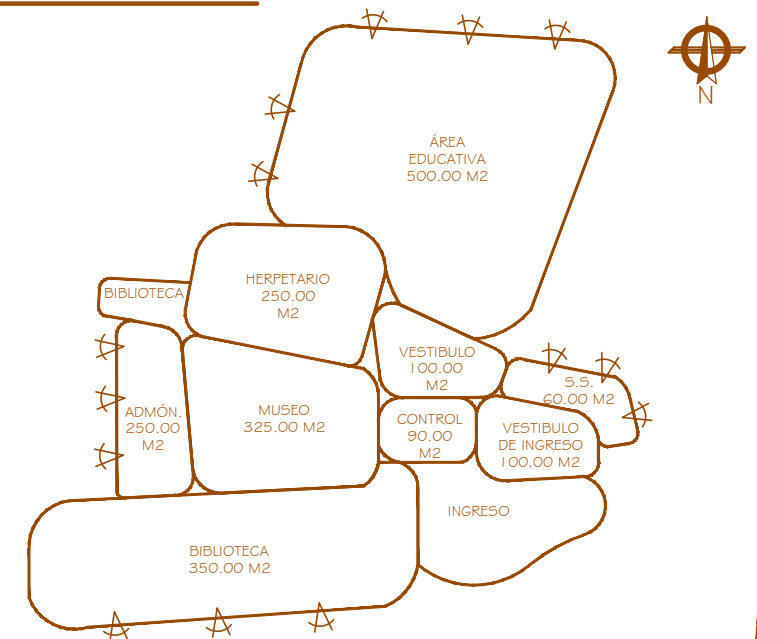 N
ÁREA
EDUCATIVA
500.00 M2
HERPETARIO
250.00
M2
BIBLIOTECA
VESTIBULO
100.00
M2
S.S.
60.00 M2
ADMÓN.
250.00
M2
MUSEO
325.00 M2
CONTROL
90.00
M2
VESTIBULO
DE INGRESO
100.00 M2
INGRESO
BIBLIOTECA
350.00 M2